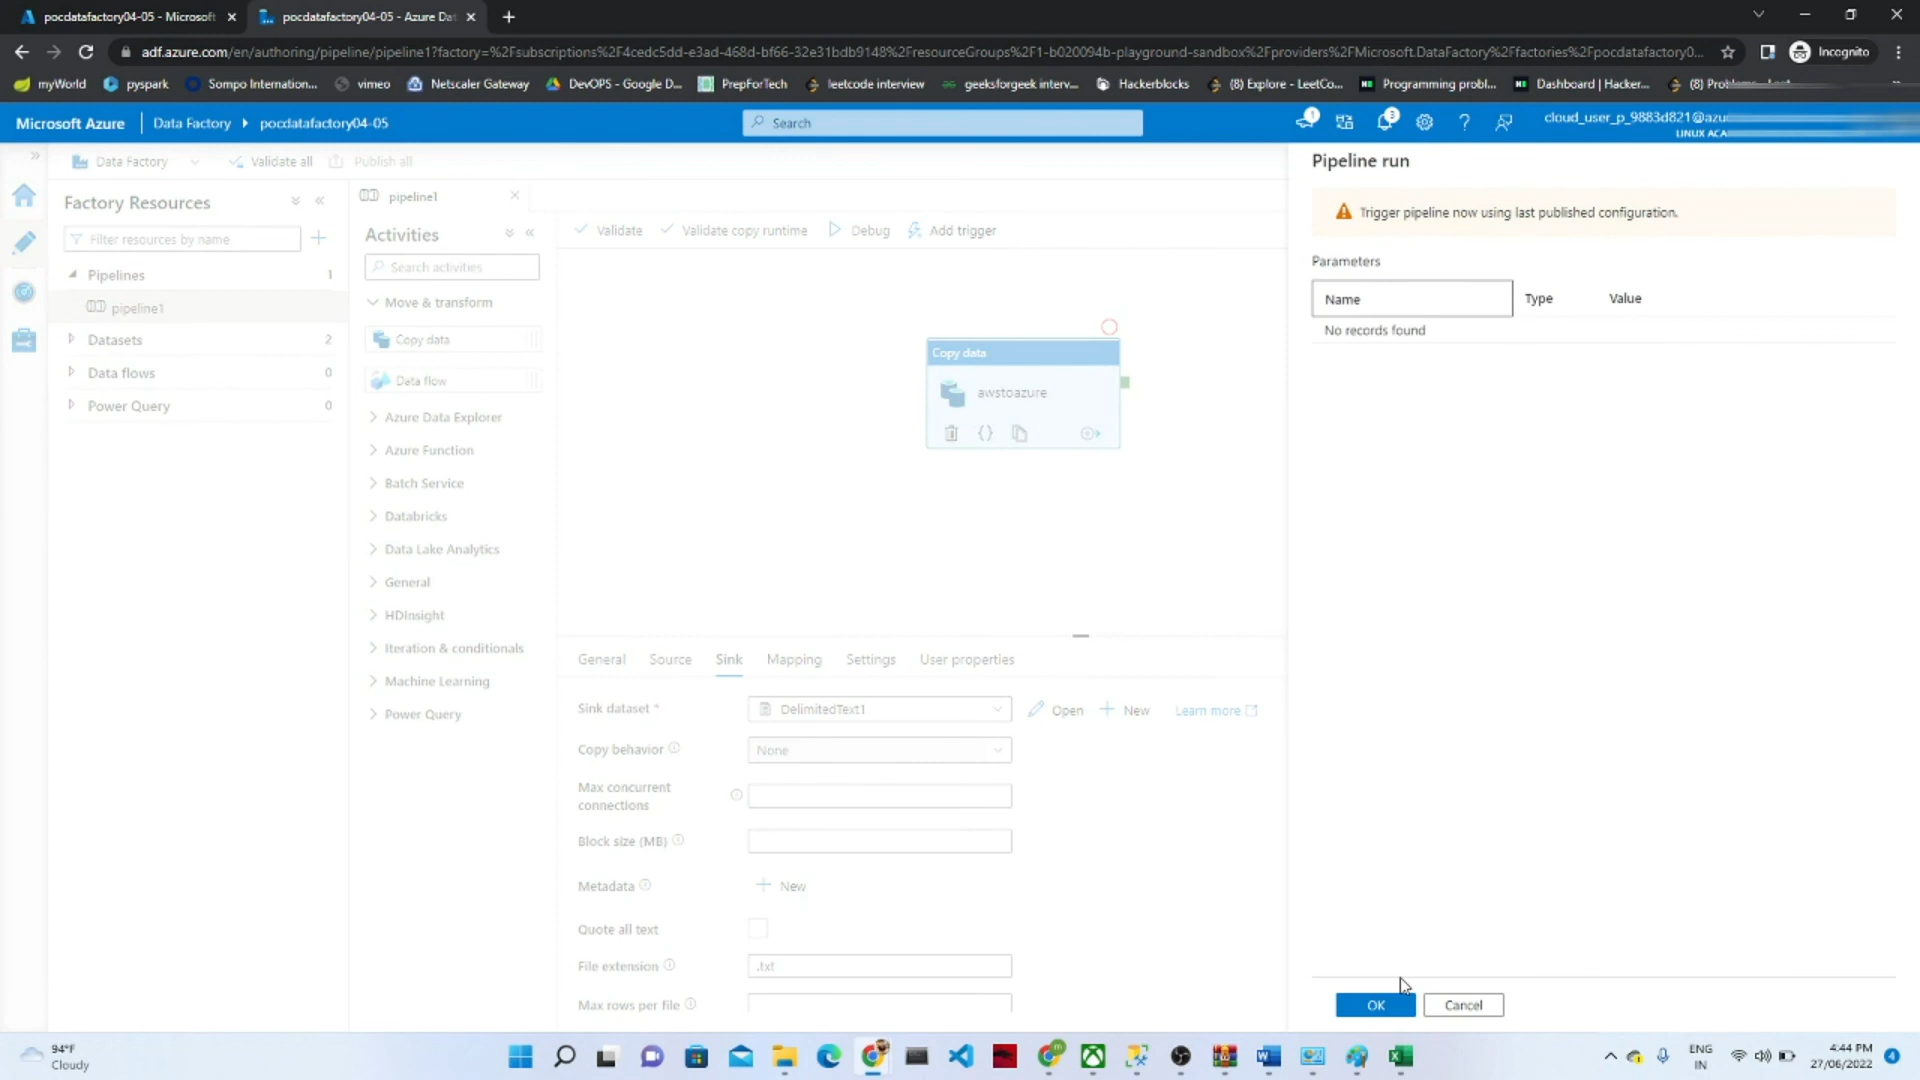 pocdatafactory04-05 - Microsoft
pocdatafactory04-05 - Azure Dat
adf.azure.com/en/authoring/pipeline/pipeline1?factory=%2Fsubscriptions%2F4cedc5dd-e3ad-468d-bf66-32e31bdb9148%2FresourceGroups%2F1-b020094b-playground-sandbox%2Fproviders%2FMicrosoft.DataFactory%2Ffactories%2Fpocdatafactory0...
Incognito
myWorld
pyspark
Sompo Internation...
vimeo
Netscaler Gateway
DevOPS - Google D...
PrepForTech
leetcode interview
geeksforgeek interv...
Hackerblocks
(8) Explore - LeetCo...
Programming probl...
Dashboard | Hacker...
Microsoft Azure
Data Factory
pocdatafactory04-05
Search
1
3
cloud_user_p_9883d821@azu
LINUX ACA
Data Factory
Validate all
Publish all
Factory Resources
Filter resources by name
Pipelines 1
pipeline1
Datasets 2
Data flows 0
Power Query 0
pipeline1
Activities
Search activities
Move & transform
Copy data
Data flow
Azure Data Explorer
Azure Function
Batch Service
Databricks
Data Lake Analytics
General
HDInsight
Iteration & conditionals
Machine Learning
Power Query
Validate
Validate copy runtime
Debug
Add trigger
Copy data
awstoazure
General
Source
Sink
Mapping
Settings
User properties
Sink dataset *
DelimitedText1
Open
New
Learn more
Copy behavior
None
Max concurrent
connections
Block size (MB)
Metadata
New
Quote all text
File extension
.txt
Max rows per file
Pipeline run
Trigger pipeline now using last published configuration.
Parameters
Name Type Value
No records found
OK
Cancel
94°F
Cloudy
ENG
IN
4:44 PM
27/06/2022
4